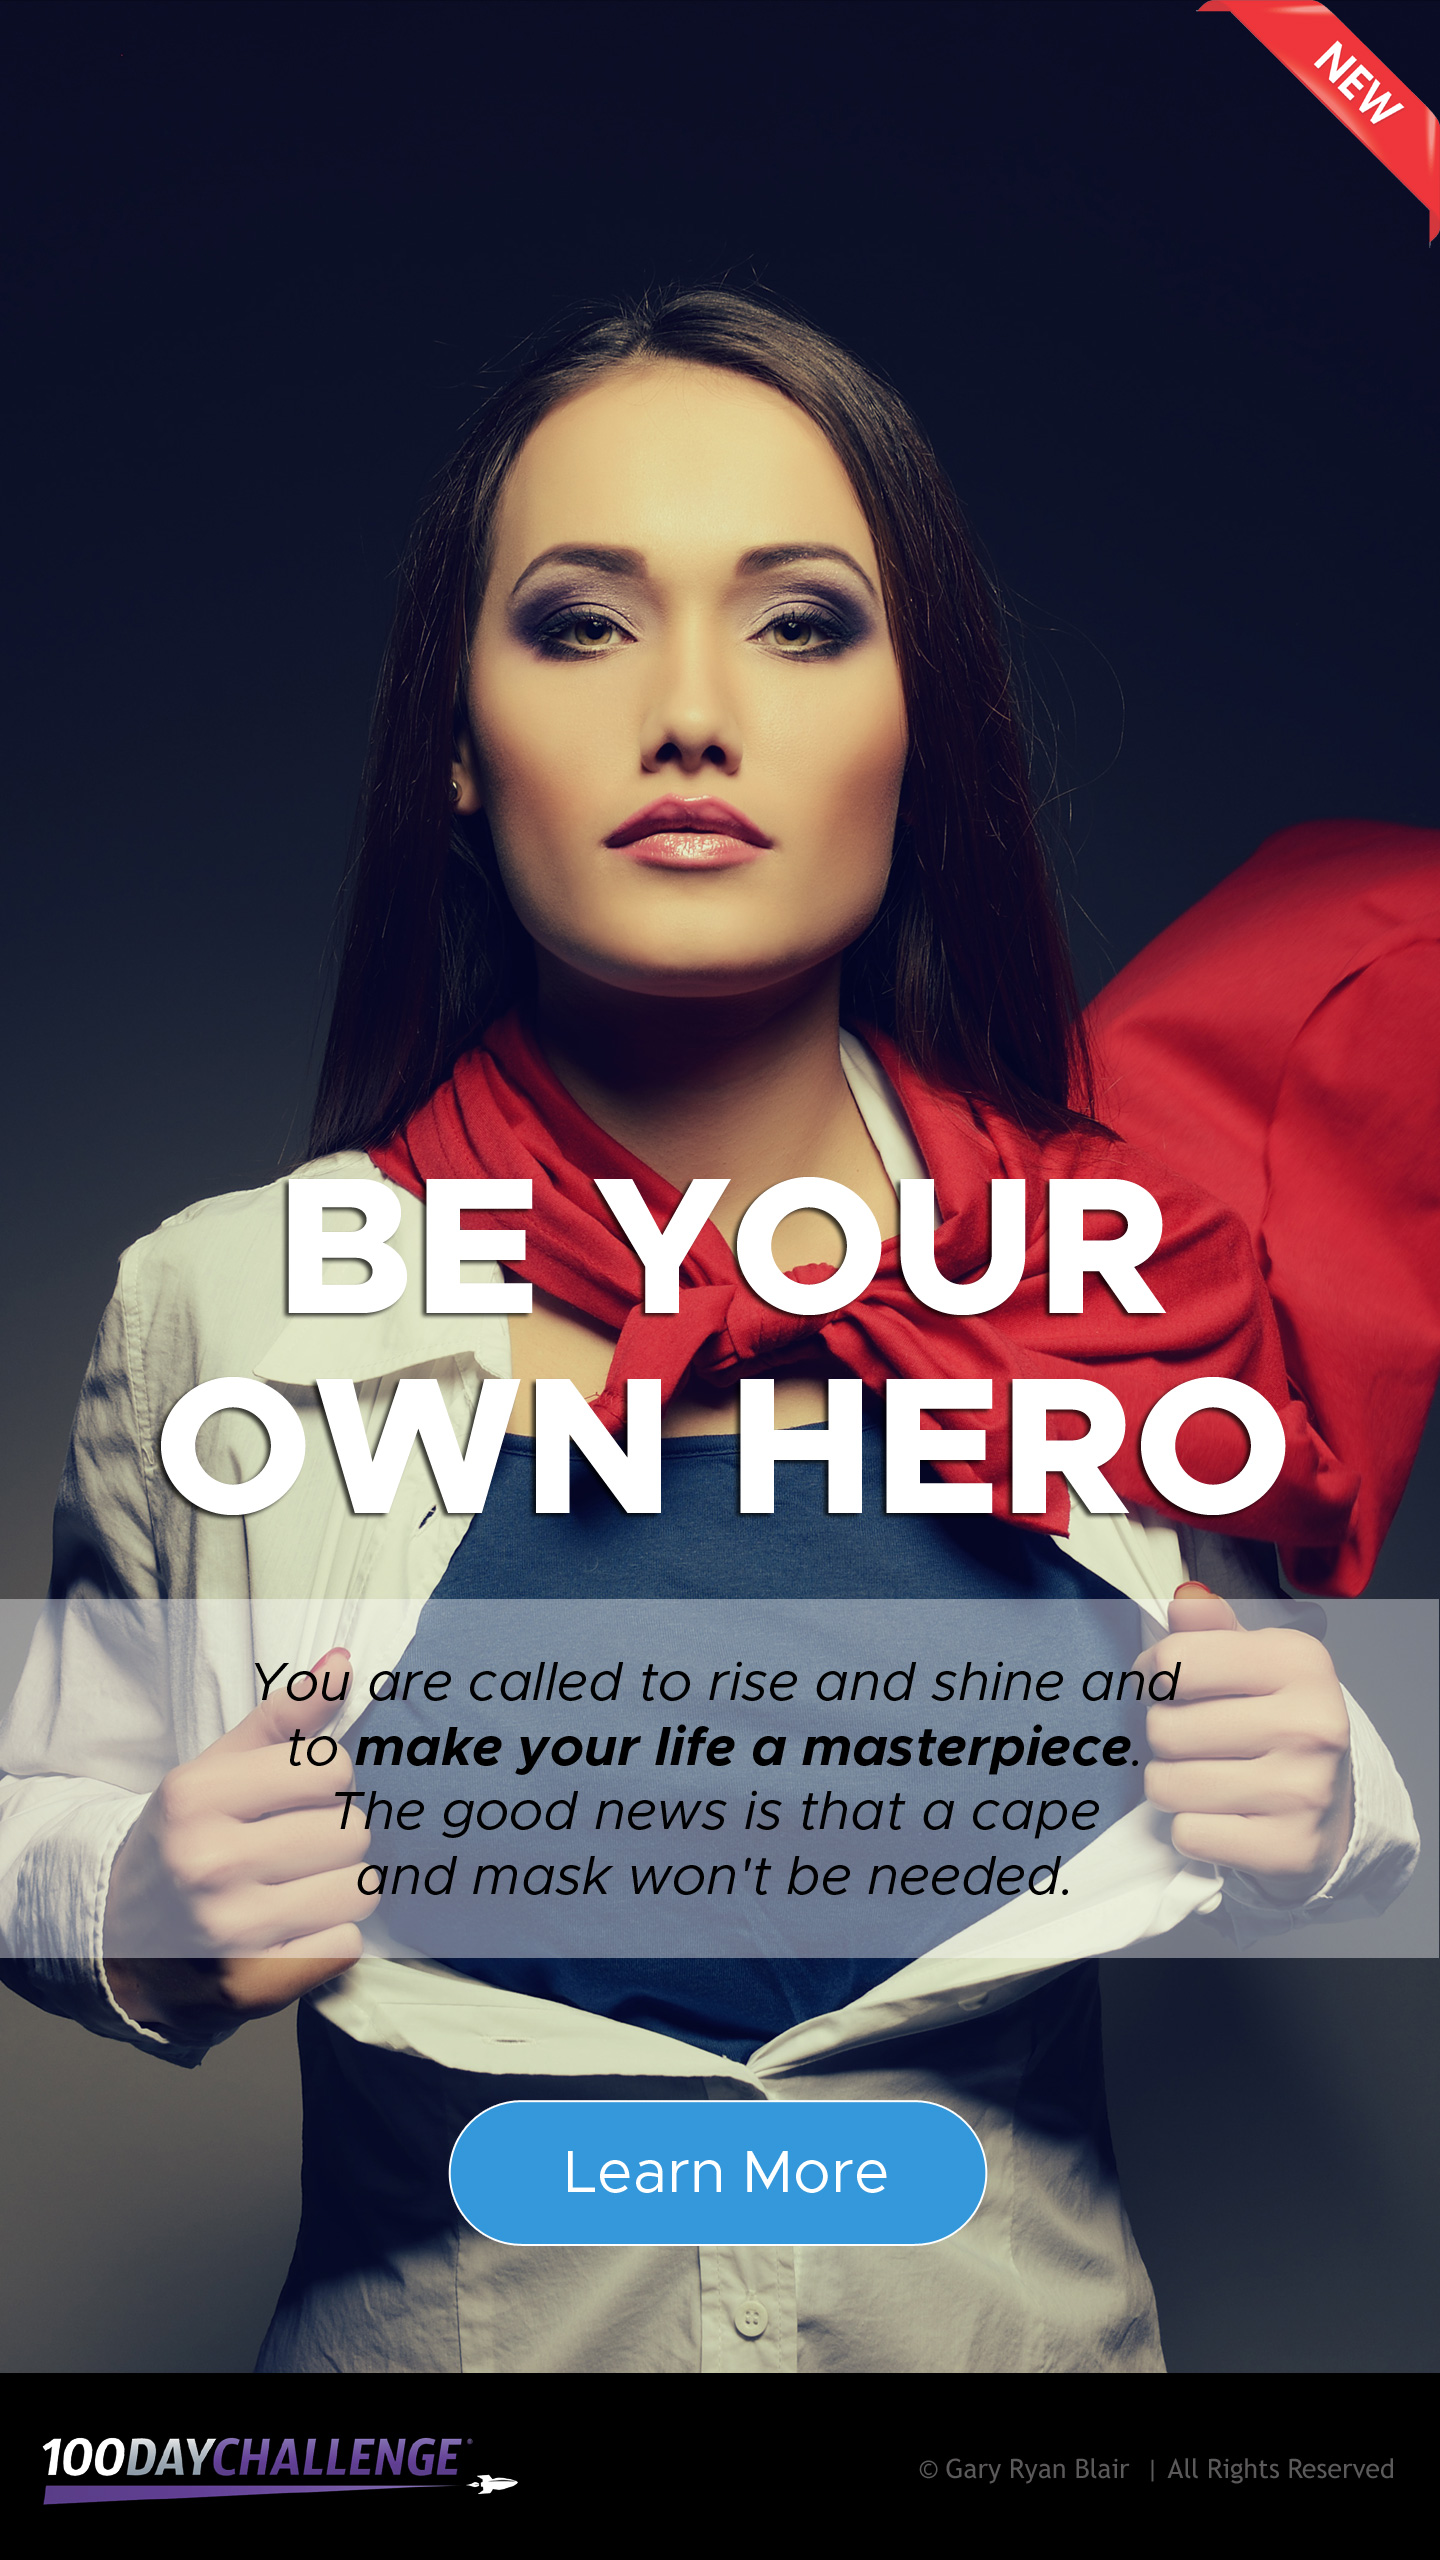 NEW
BE YOUR
OWN HERO
You are called to rise and shine and
to make your life a masterpiece.
The good news is that a cape
and mask won't be needed.
Learn More
100DAYCHALLENGE®
© Gary Ryan Blair | All Rights Reserved